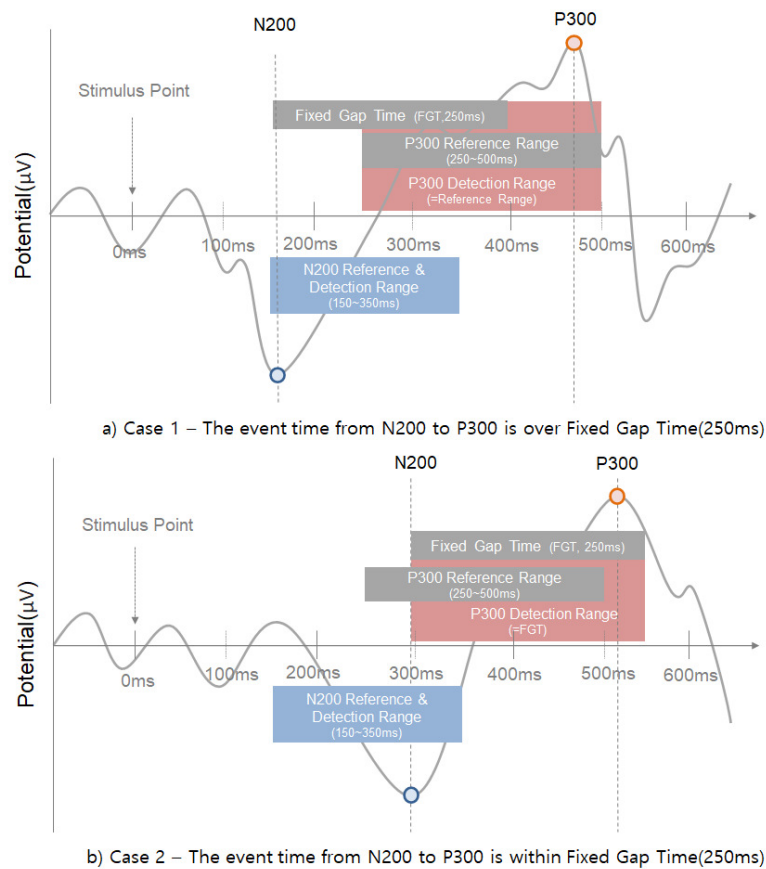 N200
P300
Stimulus Point
Fixed Gap Time (FGT,250ms)
P300 Reference Range
(250~500ms)
P300 Detection Range
(=Reference Range)
Potential(μV)
0ms
100ms
200ms
300ms
400ms
500ms
600ms
N200 Reference &
Detection Range
(150~350ms)
a) Case 1 – The event time from N200 to P300 is over Fixed Gap Time(250ms)
N200
P300
Stimulus Point
Fixed Gap Time (FGT, 250ms)
P300 Reference Range
(250~500ms)
P300 Detection Range
(=FGT)
Potential(μV)
0ms
100ms
200ms
300ms
400ms
500ms
600ms
N200 Reference &
Detection Range
(150~350ms)
b) Case 2 – The event time from N200 to P300 is within Fixed Gap Time(250ms)